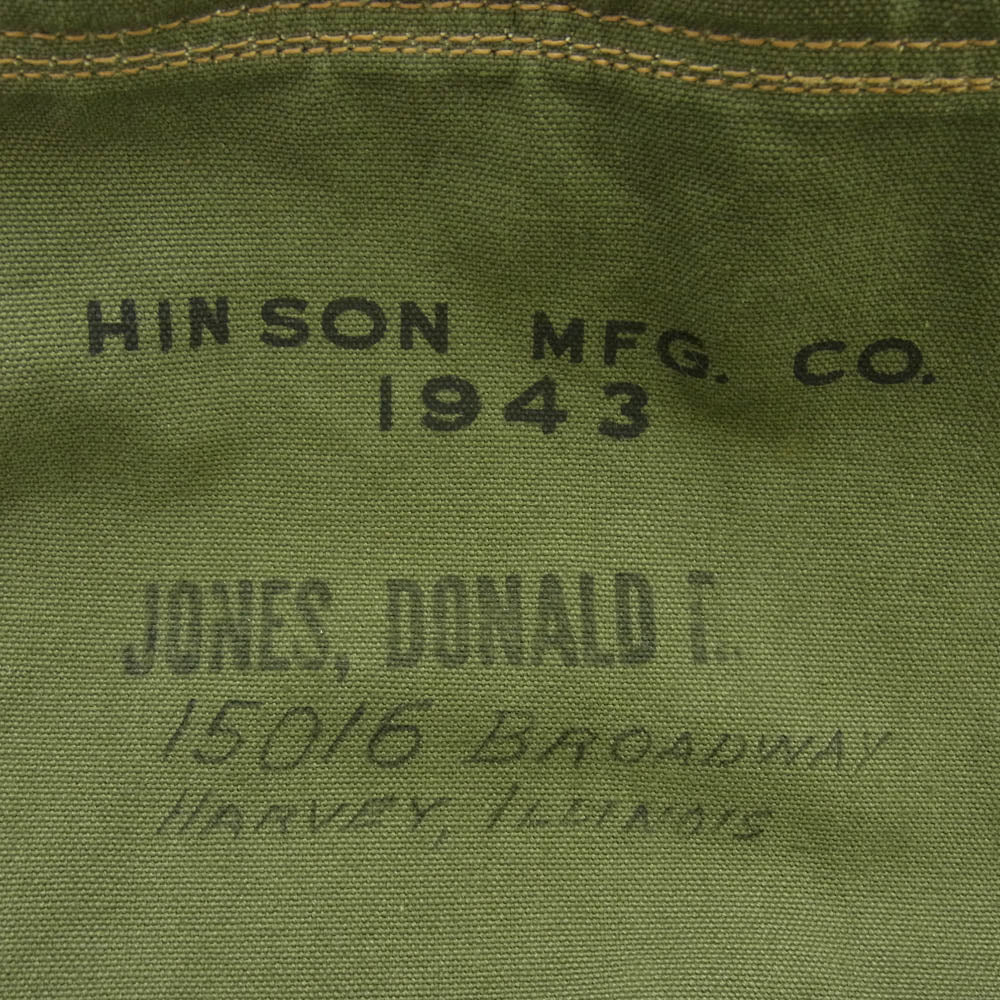 HINSON MFG. CO.
1943
JONES, DONALD T.
15016 BROADWAY
HARVEY, ILLINOIS